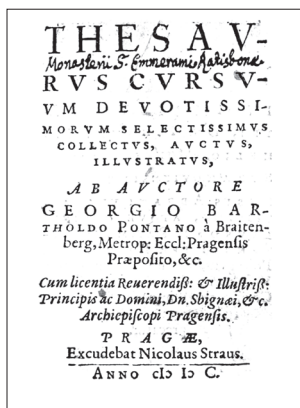 THESAV-
Monasterii S. Emmerami Ratisbonæ
RVS CVRSV-
VM DEVOTISSI-
MORVM SELECTISSIMVS
COLLECTVS, AVCTVS,
ILLVSTRATVS,
AB AVCTORE
GEORGIO BAR-
THOLDO PONTANO à Braiten-
berg, Metrop: Eccl: Pragensis
Præposito, &c.
Cum licentia Reuerendiß: & Illustriß:
Principis ac Domini, Dn. Sbignæi, &c.
Archiepiscopi Pragensis.
PRAGÆ,
Excudebat Nicolaus Straus.
ANNO cIɔ Iɔ C.